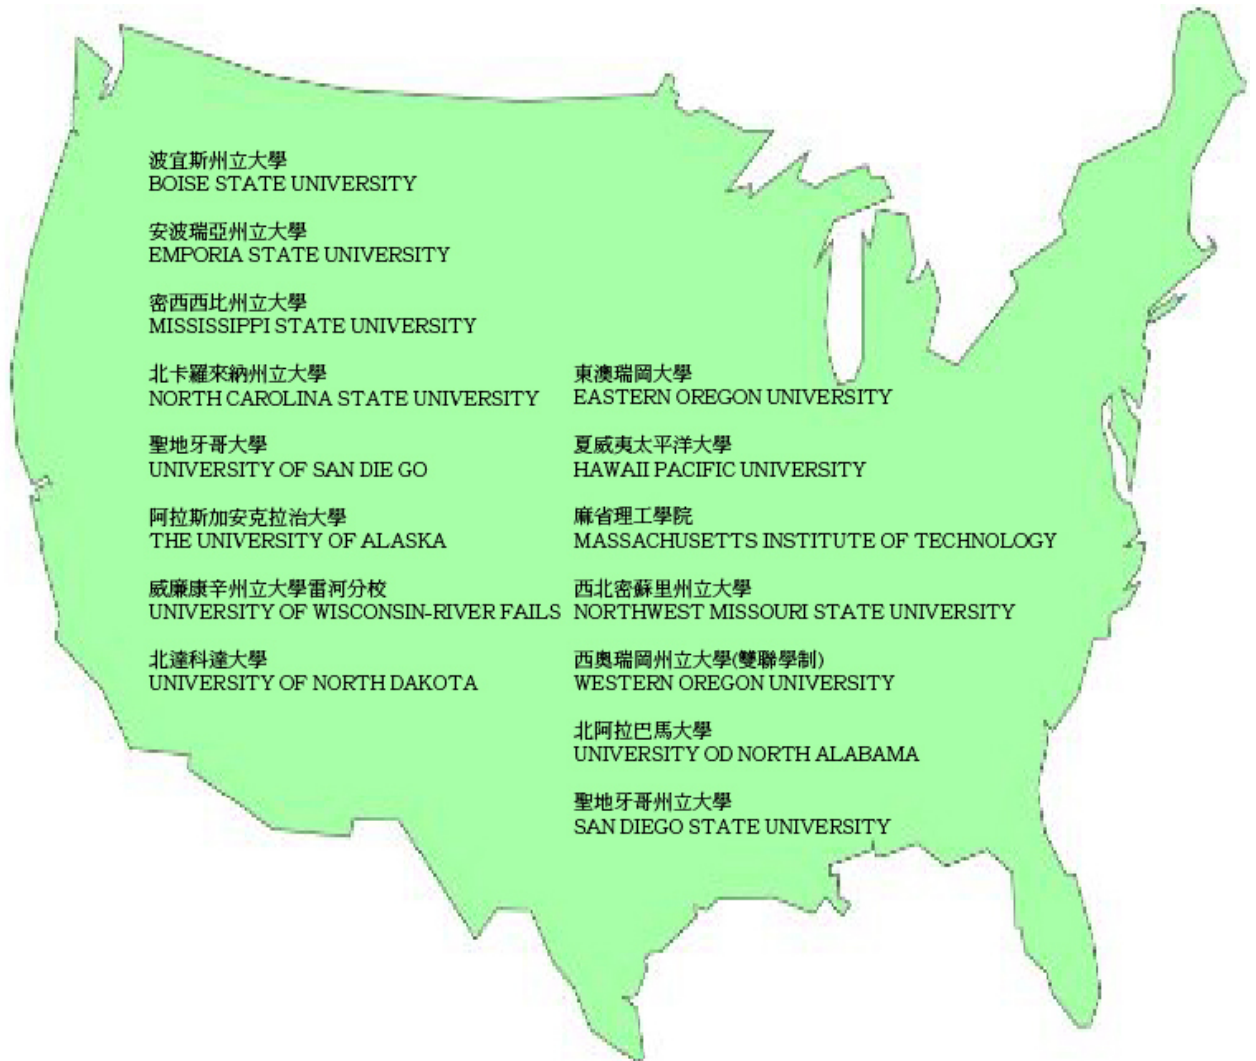 波宜斯州立大學
BOISE STATE UNIVERSITY
安波瑞亞州立大學
EMPORIA STATE UNIVERSITY
密西西比州立大學
MISSISSIPPI STATE UNIVERSITY
北卡羅來納州立大學
NORTH CAROLINA STATE UNIVERSITY
聖地牙哥大學
UNIVERSITY OF SAN DIE GO
阿拉斯加安克拉治大學
THE UNIVERSITY OF ALASKA
威廉康辛州立大學雷河分校
UNIVERSITY OF WISCONSIN-RIVER FAILS
北達科達大學
UNIVERSITY OF NORTH DAKOTA
東澳瑞岡大學
EASTERN OREGON UNIVERSITY
夏威夷太平洋大學
HAWAII PACIFIC UNIVERSITY
麻省理工學院
MASSACHUSETTS INSTITUTE OF TECHNOLOGY
西北密蘇里州立大學
NORTHWEST MISSOURI STATE UNIVERSITY
西奧瑞岡州立大學(雙聯學制)
WESTERN OREGON UNIVERSITY
北阿拉巴馬大學
UNIVERSITY OD NORTH ALABAMA
聖地牙哥州立大學
SAN DIEGO STATE UNIVERSITY